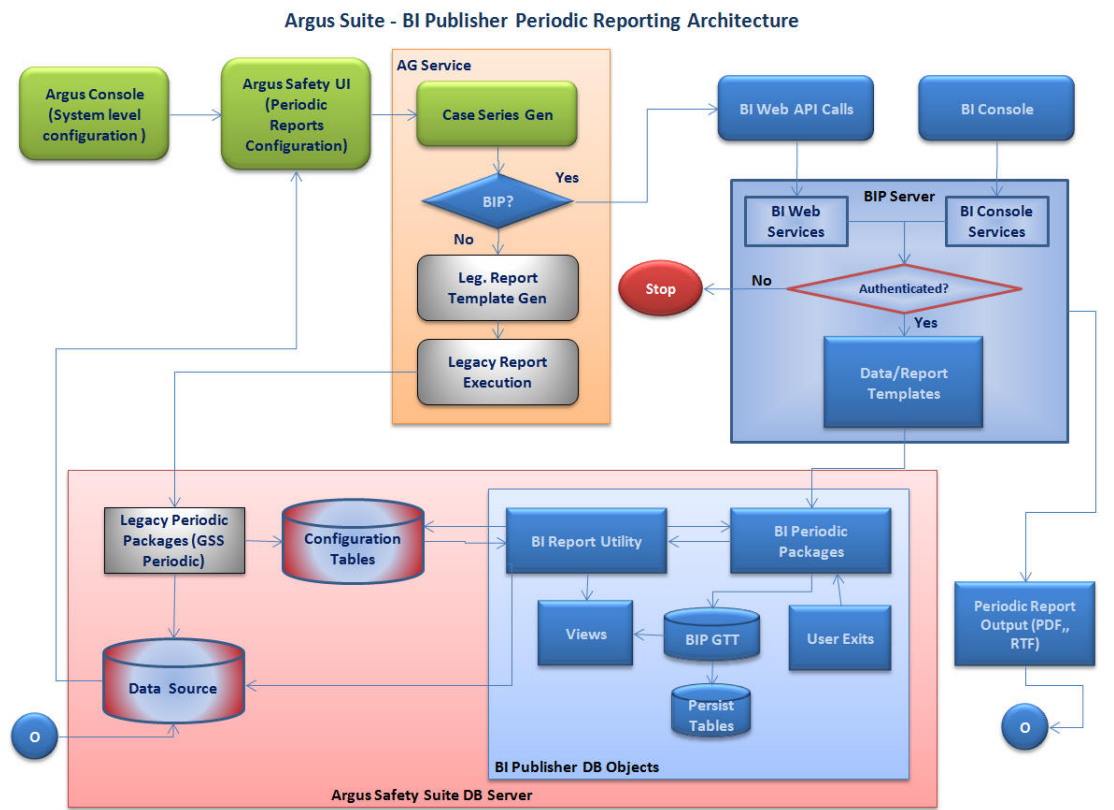 Argus Suite - BI Publisher Periodic Reporting Architecture
AG Service
Argus Console
(System level
configuration )
Argus Safety UI
(Periodic
Reports
Configuration)
Case Series Gen
BI Web API Calls
BI Console
Yes
BIP?
No
BIP Server
BI Web
Services
BI Console
Services
Leg. Report
Template Gen
Stop
No
Authenticated?
Yes
Legacy Report
Execution
Data/Report
Templates
Legacy Periodic
Packages (GSS
Periodic)
Configuration
Tables
BI Report Utility
BI Periodic
Packages
Views
BIP GTT
User Exits
Periodic Report
Output (PDF,,
RTF)
Data Source
Persist
Tables
O
O
BI Publisher DB Objects
Argus Safety Suite DB Server